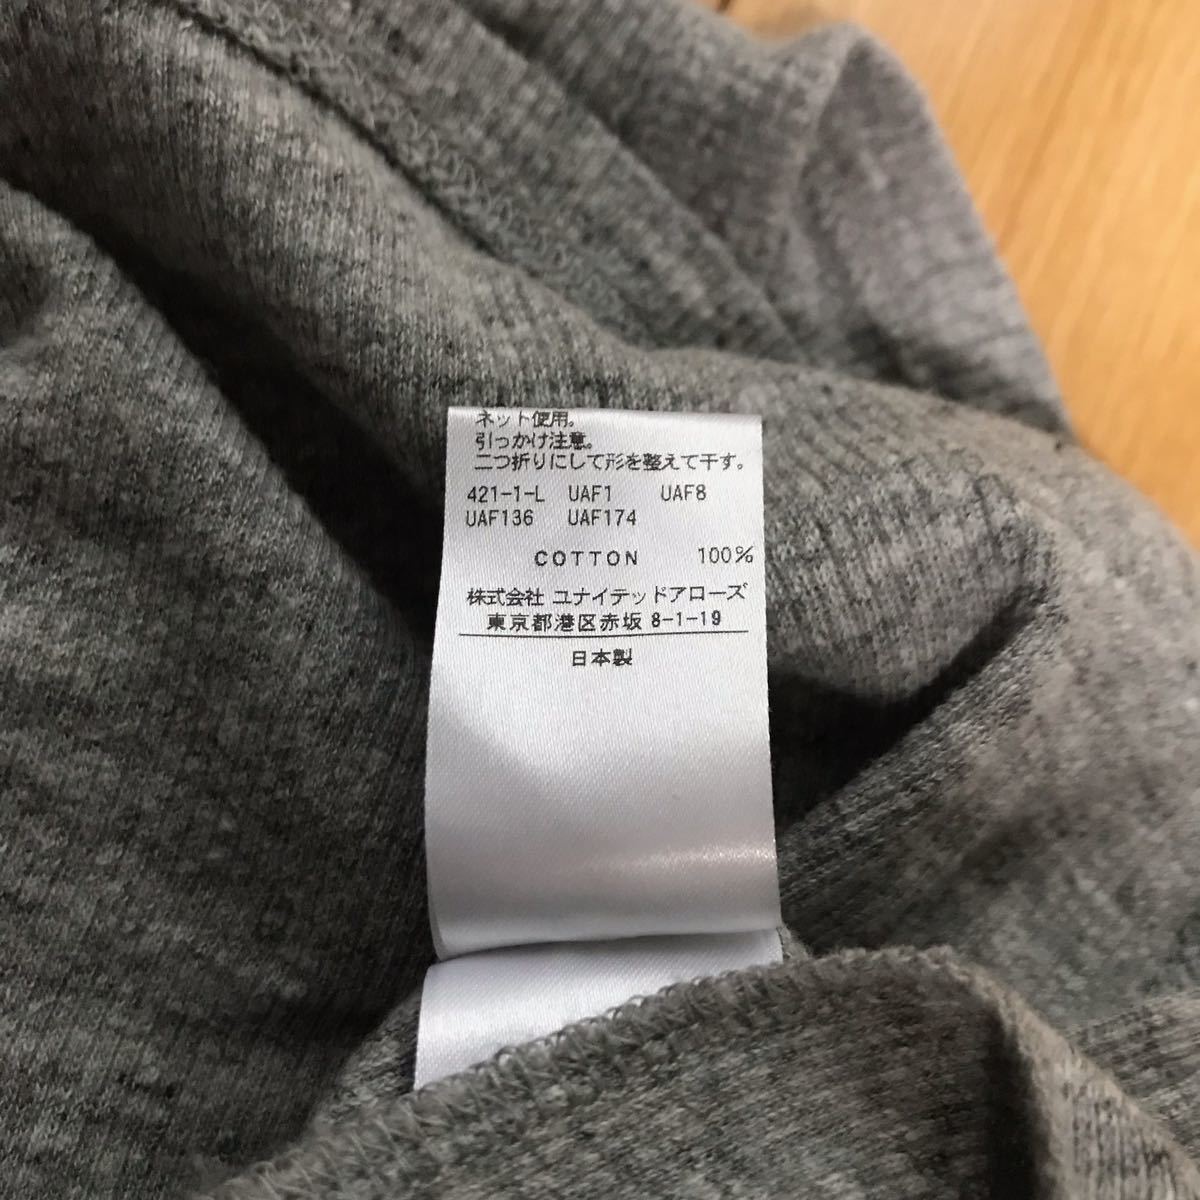 ネット使用。
引っかけ注意。
二つ折りにして形を整えて干す。
421-1-L UAF1 UAF8
UAF136 UAF174
COTTON 100%
株式会社 ユナイテッドアローズ
東京都港区赤坂 8-1-19
日本製